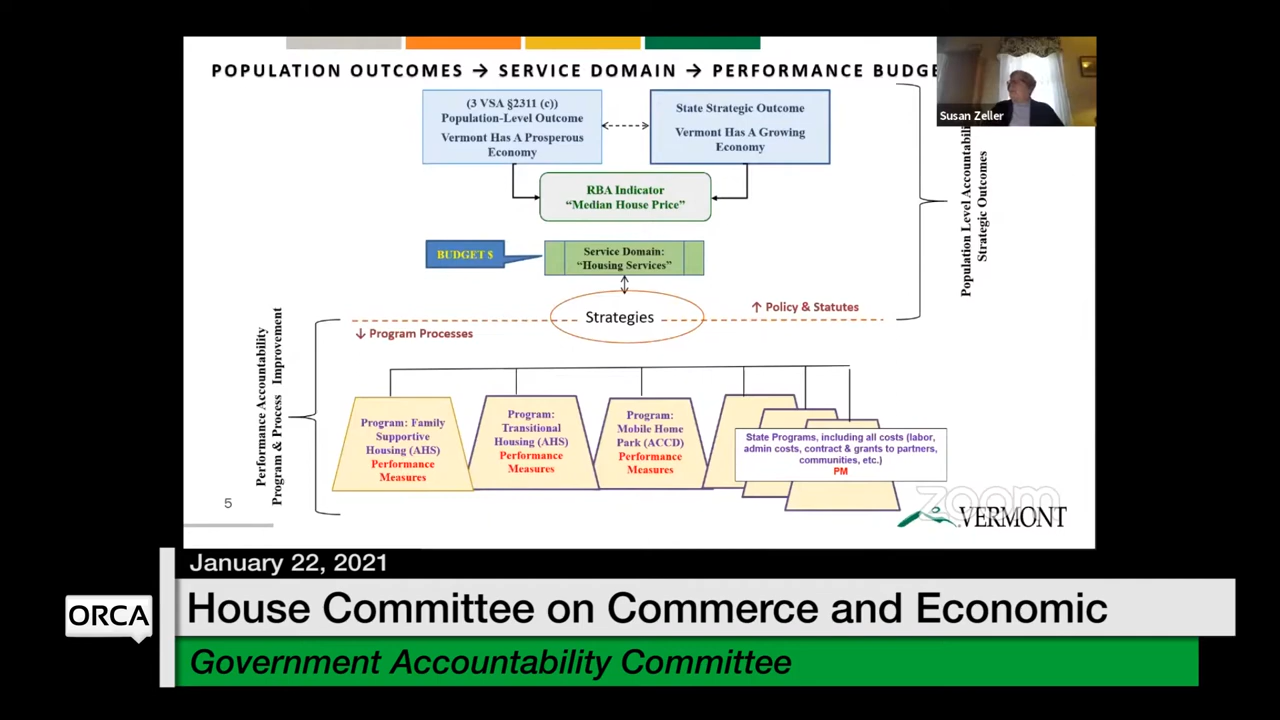 POPULATION OUTCOMES → SERVICE DOMAIN → PERFORMANCE BUDGE
Susan Zeller
(3 VSA §2311 (c))
Population-Level Outcome
Vermont Has A Prosperous
Economy
State Strategic Outcome
Vermont Has A Growing
Economy
RBA Indicator
“Median House Price”
BUDGET $
Service Domain:
“Housing Services”
Strategies
↑ Policy & Statutes
↓ Program Processes
Population Level Accountabili
Strategic Outcomes
Performance Accountability
Program & Process Improvement
Program: Family
Supportive
Housing (AHS)
Performance
Measures
Program:
Transitional
Housing (AHS)
Performance
Measures
Program:
Mobile Home
Park (ACCD)
Performance
Measures
State Programs, including all costs (labor,
admin costs, contract & grants to partners,
communities, etc.)
PM
5
zoom
VERMONT
January 22, 2021
ORCA
House Committee on Commerce and Economic
Government Accountability Committee